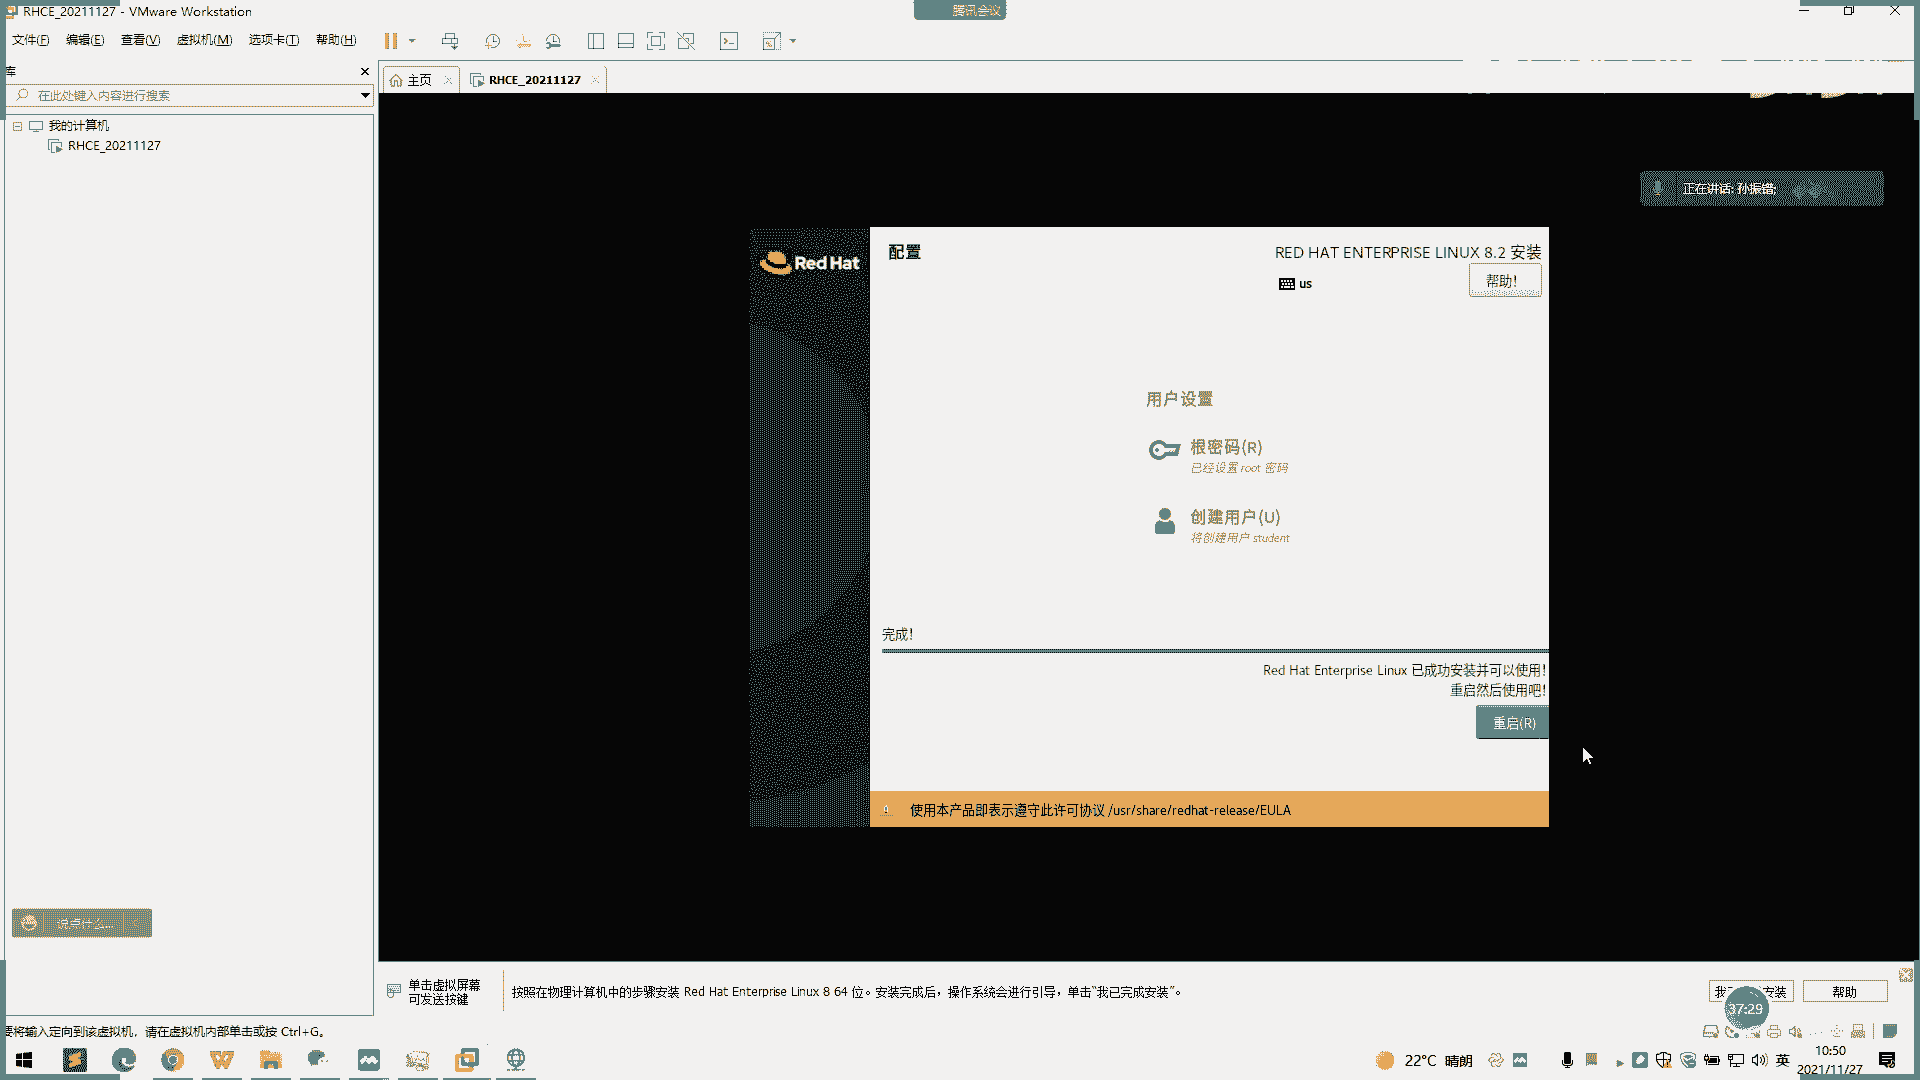 RHCE_20211127 - VMware Workstation
腾讯会议
文件(F) 编辑(E) 查看(V) 虚拟机(M) 选项卡(T) 帮助(H)
库
在此处键入内容进行搜索
我的计算机
RHCE_20211127
主页
RHCE_20211127
正在讲话: 孙振锴;
Red Hat
配置
RED HAT ENTERPRISE LINUX 8.2 安装
us
帮助!
用户设置
根密码(R)
已经设置 root 密码
创建用户(U)
将创建用户 student
完成!
Red Hat Enterprise Linux 已成功安装并可以使用!
重启然后使用吧!
重启(R)
使用本产品即表示遵守此许可协议 /usr/share/redhat-release/EULA
说点什么...
单击虚拟屏幕
可发送按键
按照在物理计算机中的步骤安装 Red Hat Enterprise Linux 8 64 位。安装完成后，操作系统会进行引导，单击“我已完成安装”。
安装
帮助
37:29
要将输入定向到该虚拟机，请在虚拟机内部单击或按 Ctrl+G。
22°C 晴朗
英
10:50
2021/11/27